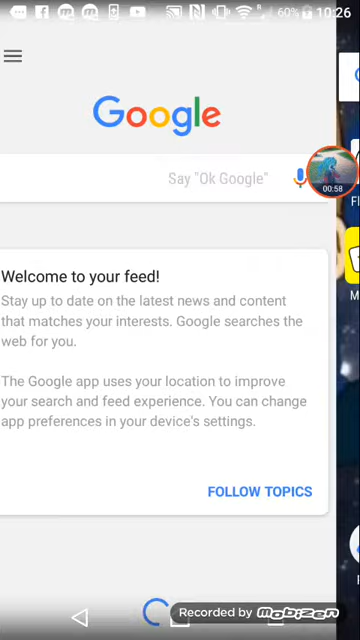 60% 10:26
Google
Say "Ok Google"
00:58
Welcome to your feed!
Stay up to date on the latest news and content
that matches your interests. Google searches the
web for you.
The Google app uses your location to improve
your search and feed experience. You can change
app preferences in your device's settings.
FOLLOW TOPICS
Recorded by mobizen